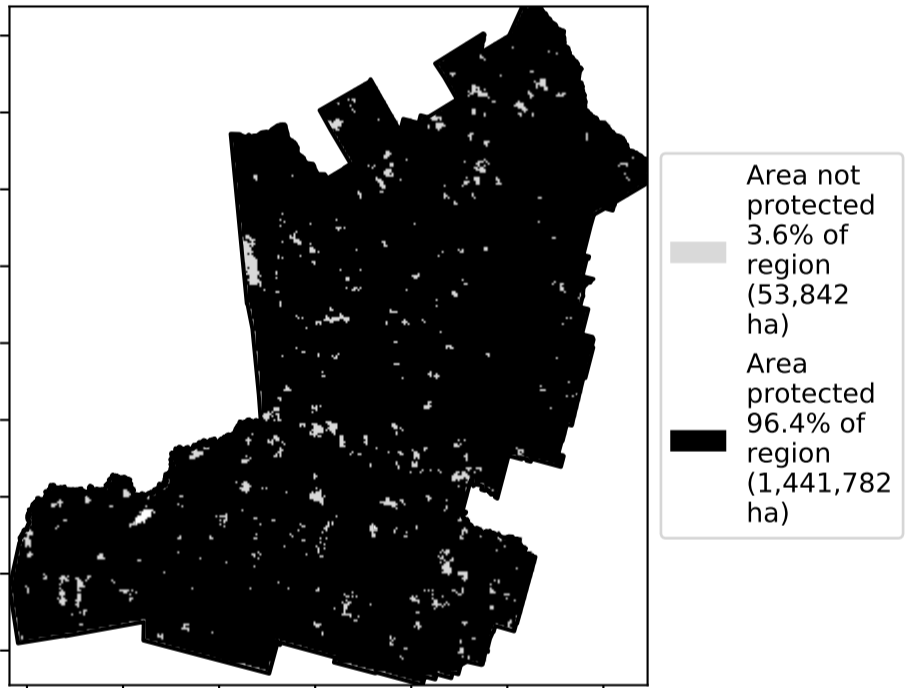 Area not
protected
3.6% of
region
(53,842
ha)
Area
protected
96.4% of
region
(1,441,782
ha)